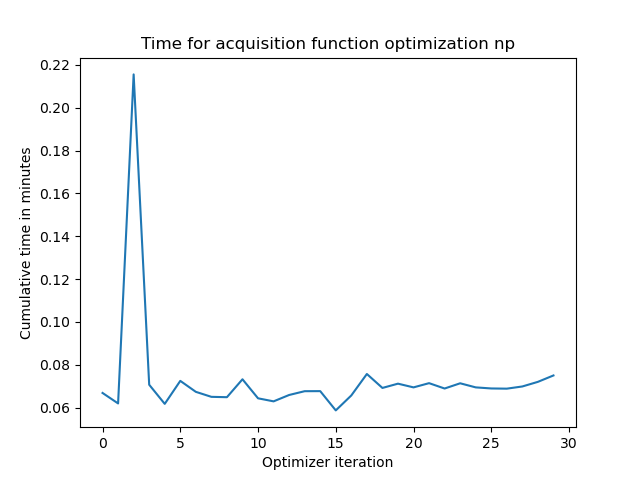 Time for acquisition function optimization np
0.22
0.20
0.18
0.16
0.14
0.12
0.10
0.08
0.06
Cumulative time in minutes
0 5 10 15 20 25 30
Optimizer iteration